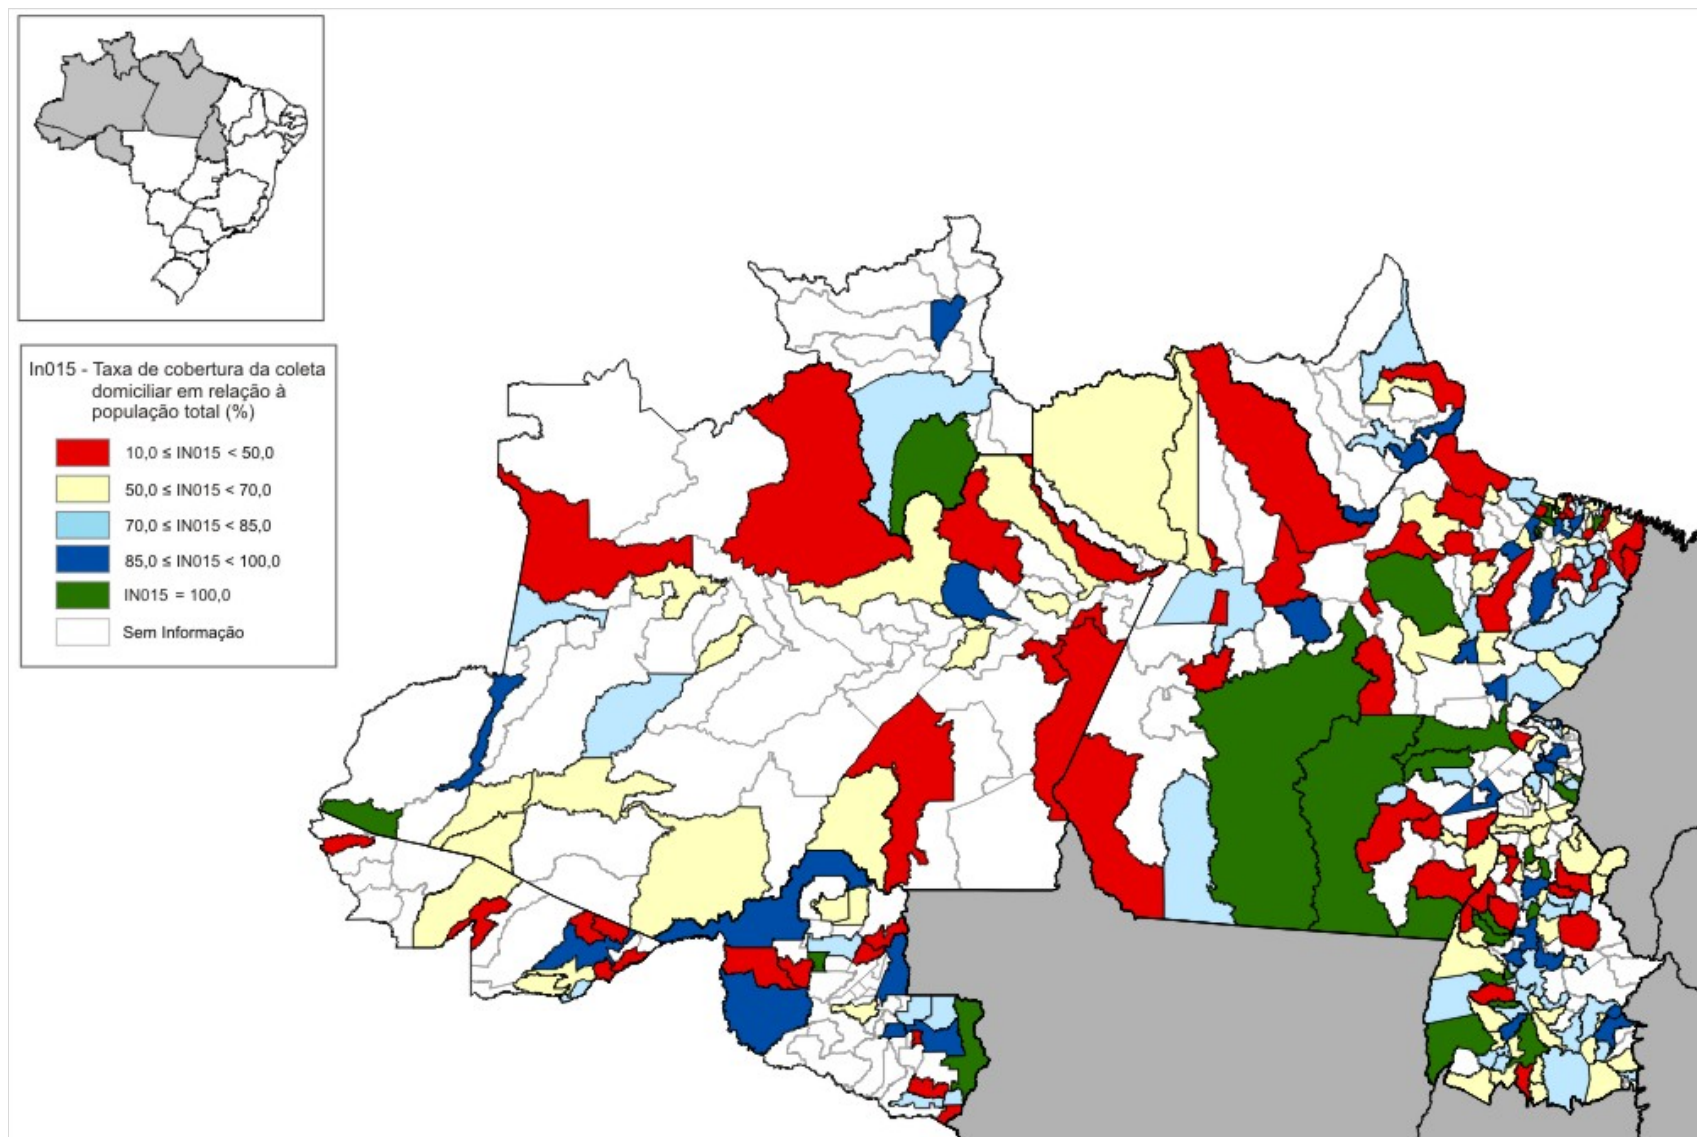 In015 - Taxa de cobertura da coleta
domiciliar em relação à
população total (%)
10,0 ≤ IN015 < 50,0
50,0 ≤ IN015 < 70,0
70,0 ≤ IN015 < 85,0
85,0 ≤ IN015 < 100,0
IN015 = 100,0
Sem Informação